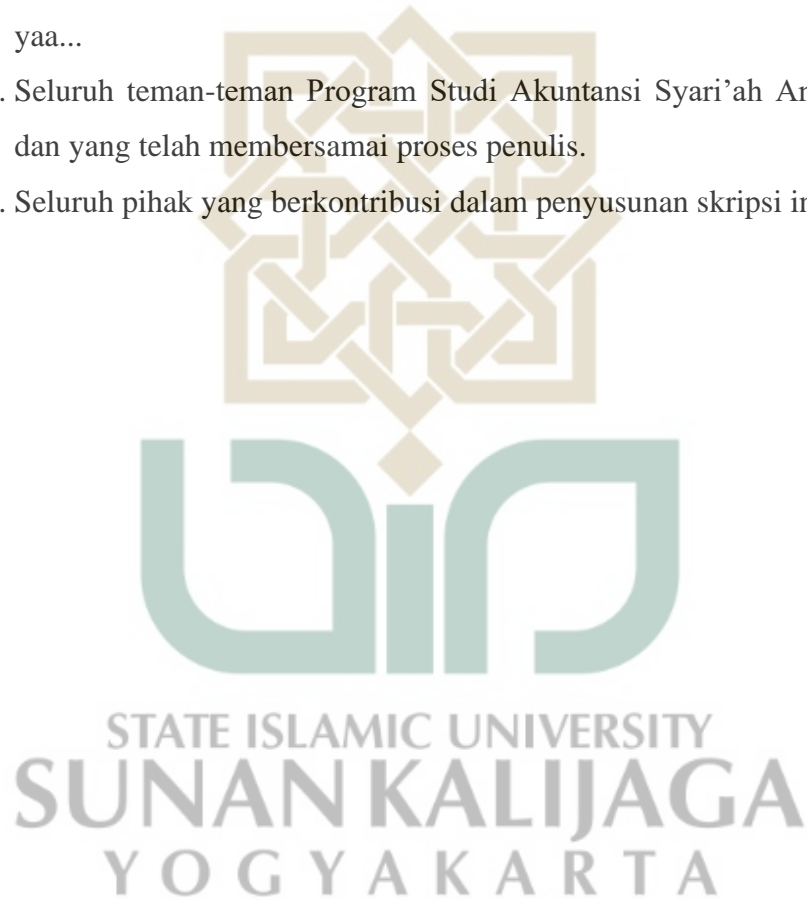 yaa...
. Seluruh teman-teman Program Studi Akuntansi Syari’ah
dan yang telah membersamai proses penulis.
. Seluruh pihak yang berkontribusi dalam penyusunan skripsi
STATE ISLAMIC UNIVERSITY
SUNAN KALIJAGA
YOGYAKARTA